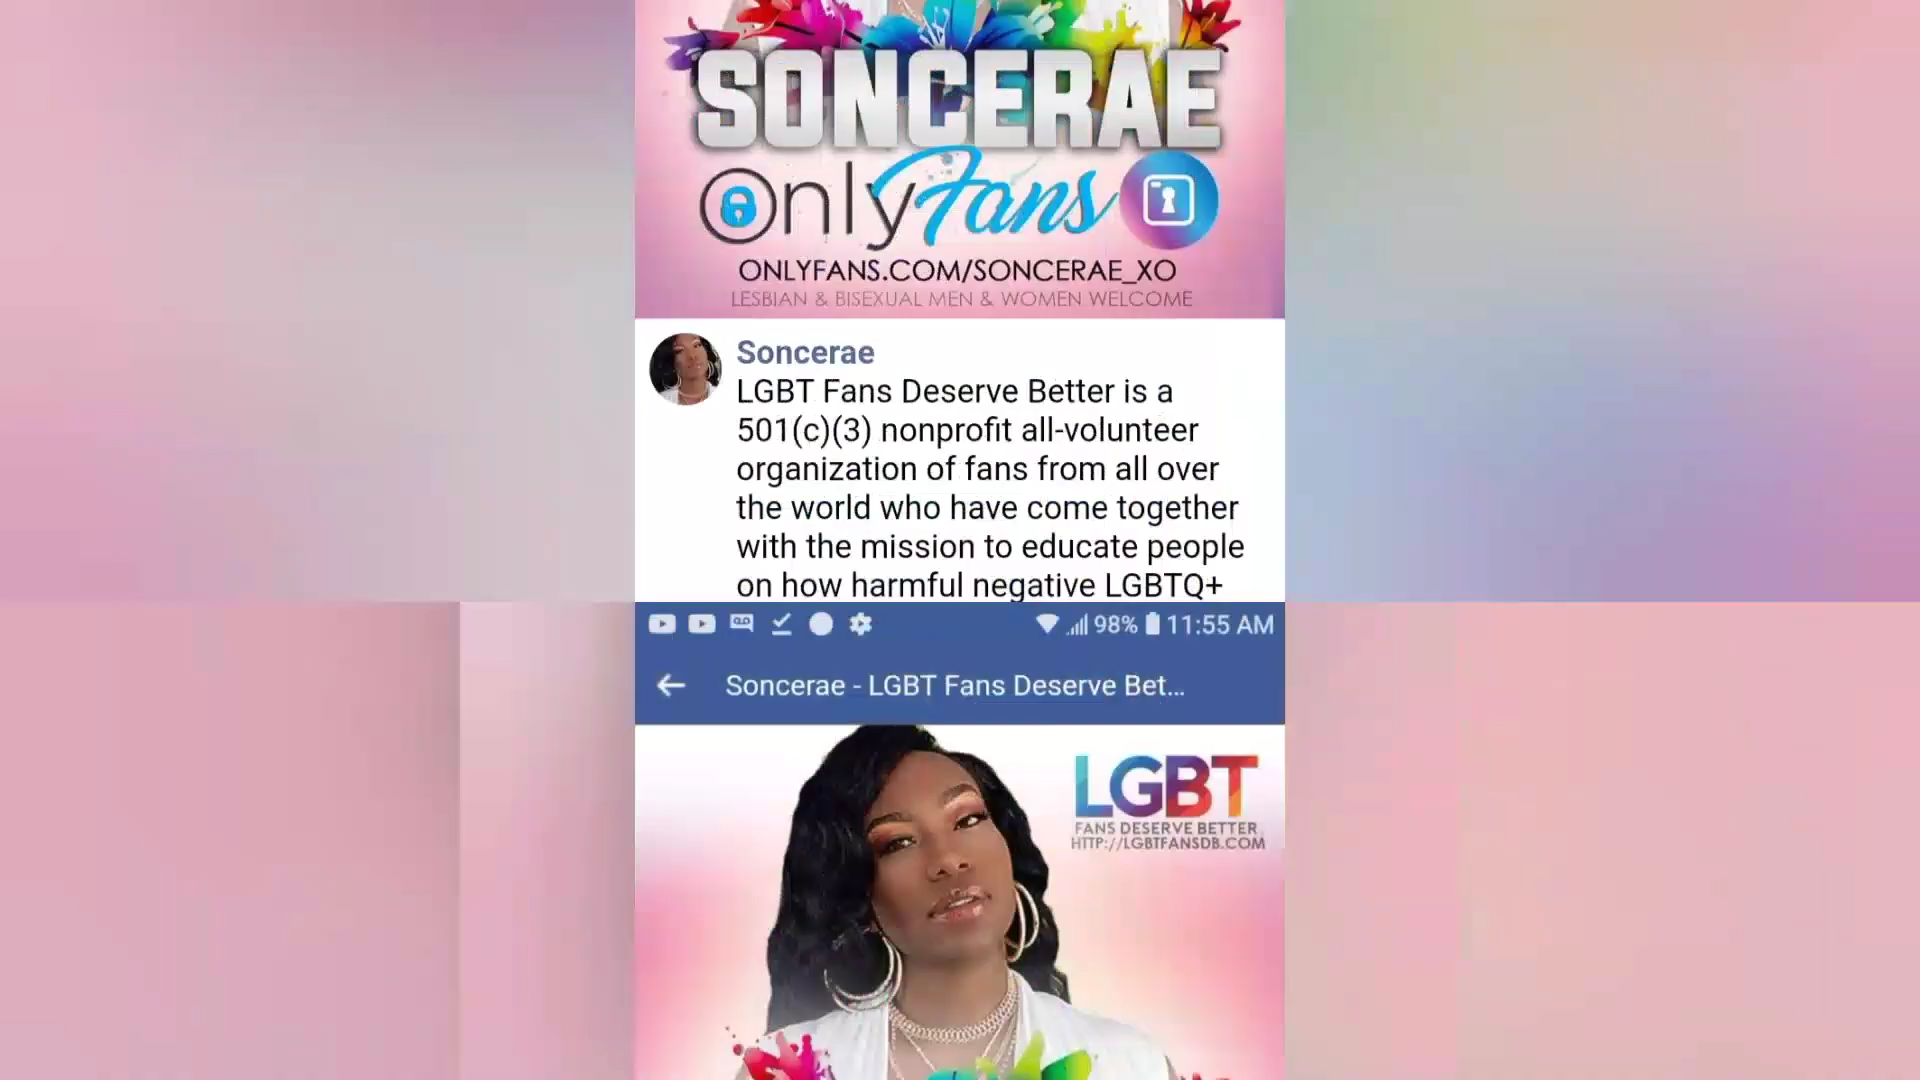 SONCERAE
OnlyFans
ONLYFANS.COM/SONCERAE_XO
LESBIAN & BISEXUAL MEN & WOMEN WELCOME
Soncerae
LGBT Fans Deserve Better is a
501(c)(3) nonprofit all-volunteer
organization of fans from all over
the world who have come together
with the mission to educate people
on how harmful negative LGBTQ+
98% 11:55 AM
Soncerae - LGBT Fans Deserve Bet...
LGBT
FANS DESERVE BETTER
HTTP://LGBTFANSDB.COM